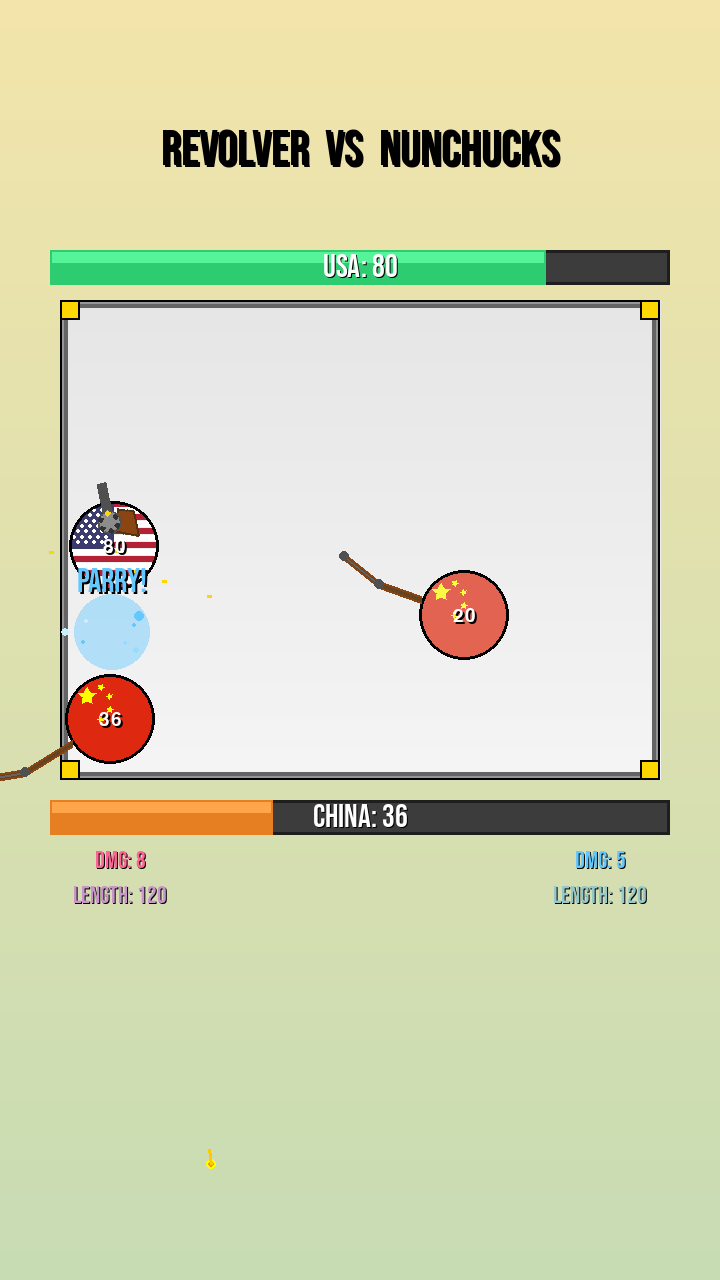 REVOLVER VS NUNCHUCKS
USA: 80
80
PARRY!
20
36
CHINA: 36
DMG: 8
DMG: 5
LENGTH: 120
LENGTH: 120